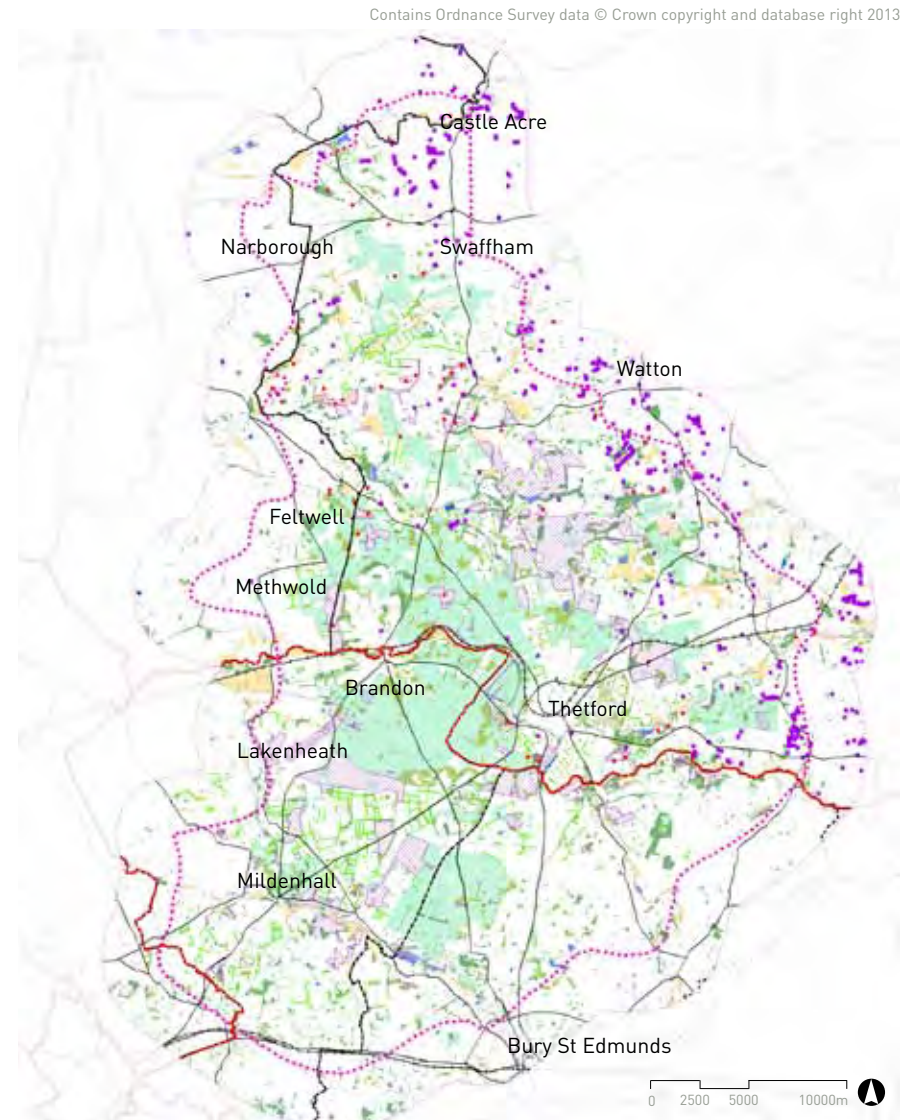 Contains Ordnance Survey data © Crown copyright and database right 2013
Castle Acre
Narborough
Swaffham
Watton
Feltwell
Methwold
Brandon
Thetford
Lakenheath
Mildenhall
Bury St Edmunds
0 2500 5000 10000m